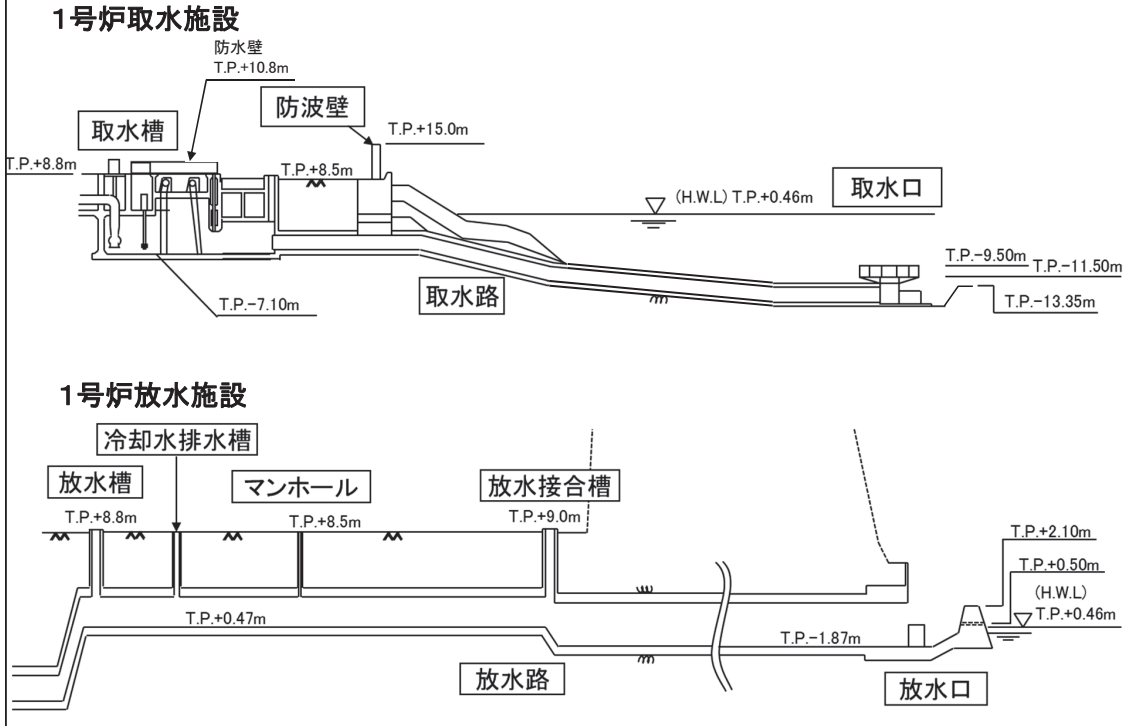 1号炉取水施設
防水壁
T.P.+10.8m
防波壁
取水槽
T.P.+15.0m
T.P.+8.8m
T.P.+8.5m
(H.W.L) T.P.+0.46m
取水口
T.P.-9.50m
T.P.-11.50m
取水路
T.P.-7.10m
T.P.-13.35m
1号炉放水施設
冷却水排水槽
放水槽
マンホール
放水接合槽
T.P.+8.8m
T.P.+8.5m
T.P.+9.0m
T.P.+2.10m
T.P.+0.50m
(H.W.L)
T.P.+0.46m
T.P.+0.47m
T.P.-1.87m
放水路
放水口